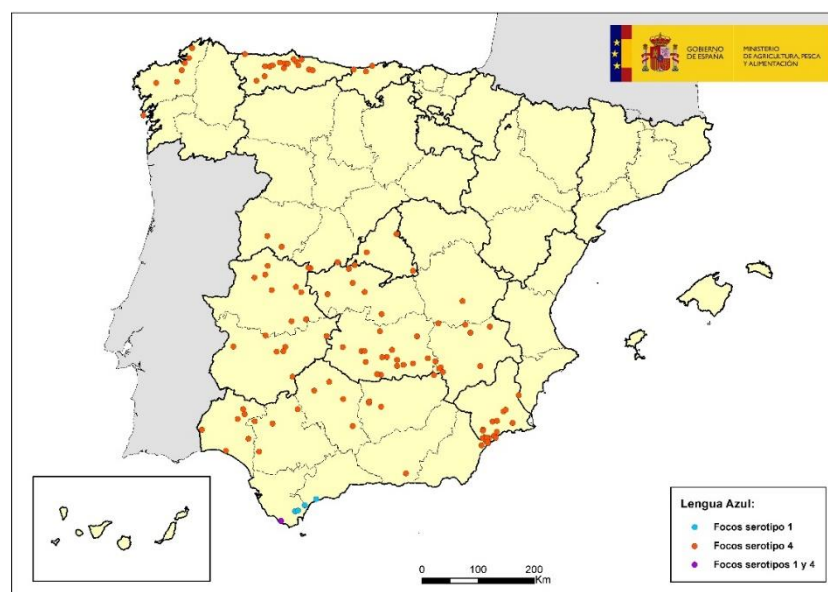 GOBIERNO
DE ESPAÑA
MINISTERIO
DE AGRICULTURA, PESCA
Y ALIMENTACIÓN
Lengua Azul:
Focos serotipo 1
Focos serotipo 4
Focos serotipos 1 y 4
0 50 100 200
Km